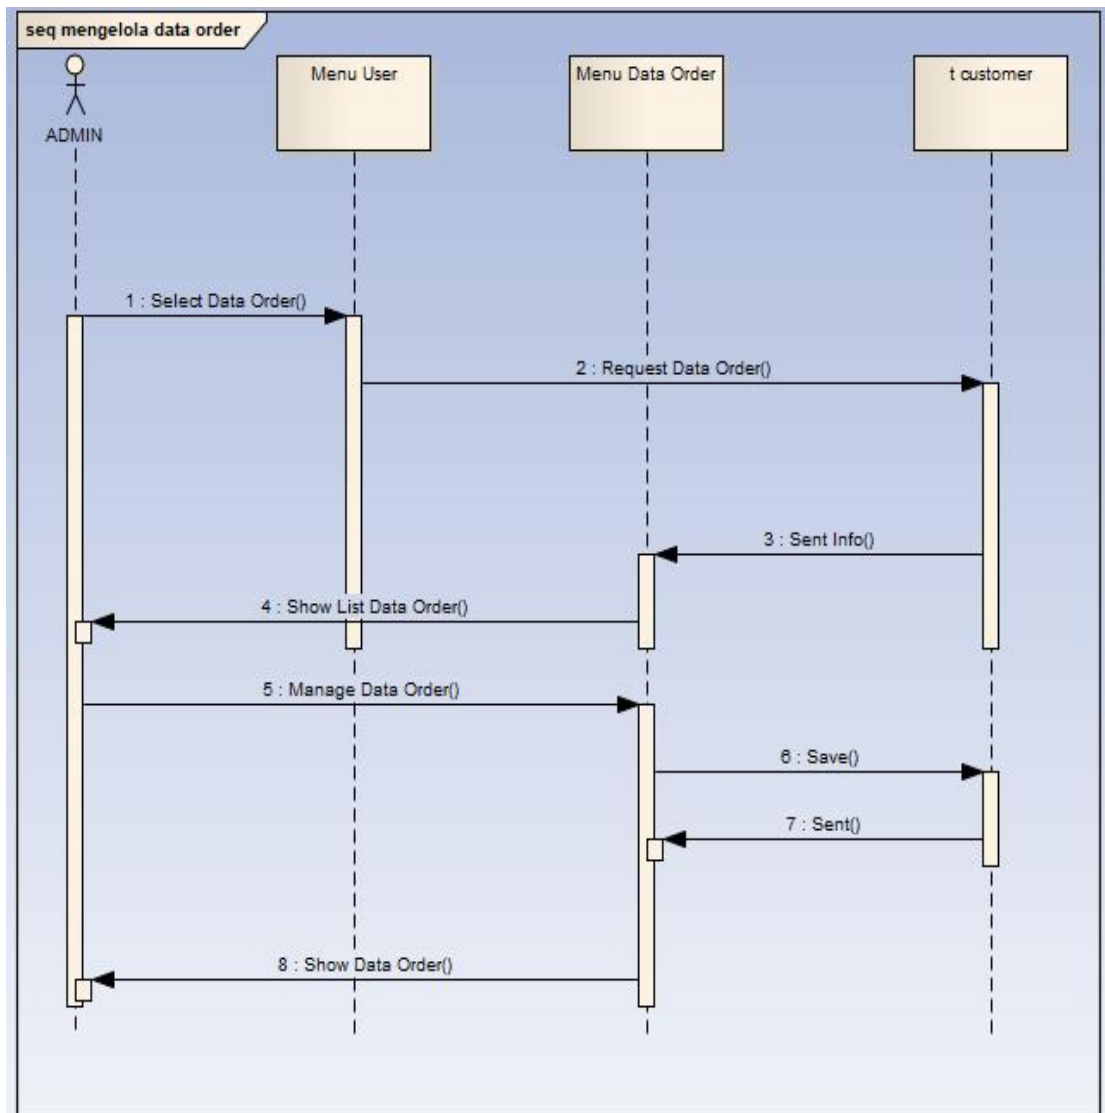 seq mengelola data order
Menu User
Menu Data Order
t customer
ADMIN
1 : Select Data Order()
2 : Request Data Order()
3 : Sent Info()
4 : Show List Data Order()
5 : Manage Data Order()
6 : Save()
7 : Sent()
8 : Show Data Order()